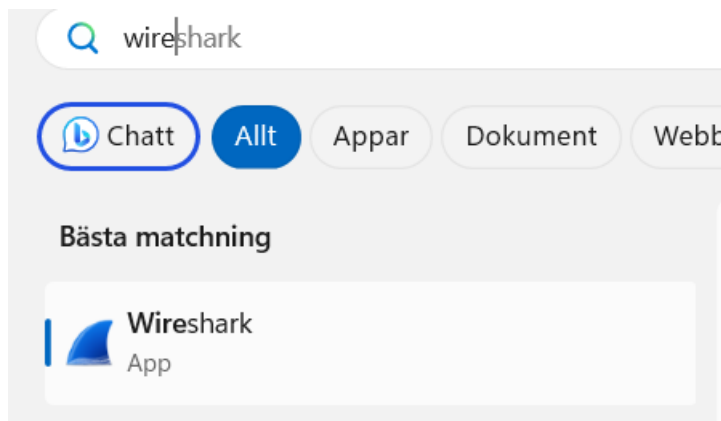 wireshark
Chatt Allt Appar Dokument Webb
Bästa matchning
Wireshark
App